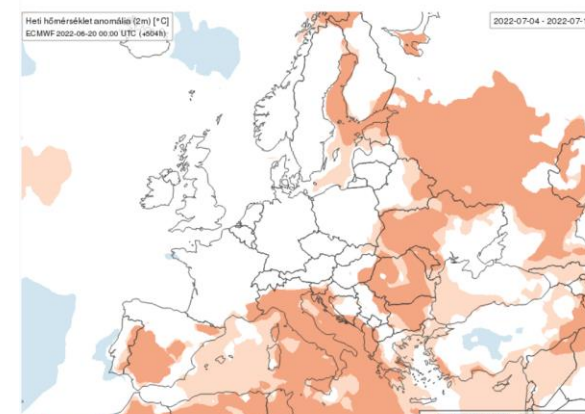 Heti hőmérséklet anomália (2m) [°C]
ECMWF 2022-06-20 00:00 UTC (+504h)
2022-07-04 - 2022-07-1